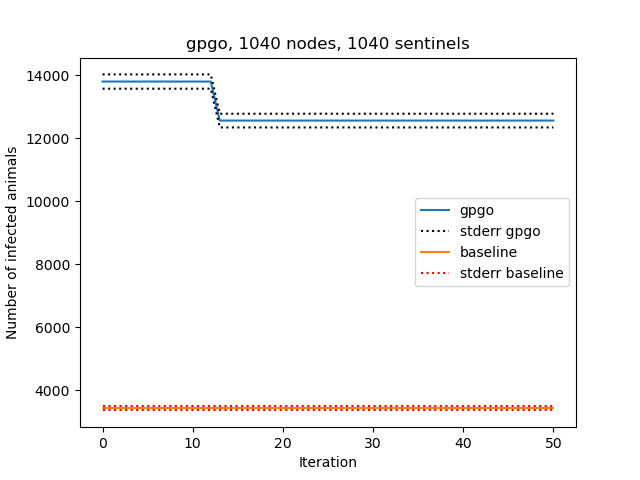 gpgo, 1040 nodes, 1040 sentinels
Number of infected animals
14000
12000
10000
8000
6000
4000
gpgo
stderr gpgo
baseline
stderr baseline
0 10 20 30 40 50
Iteration